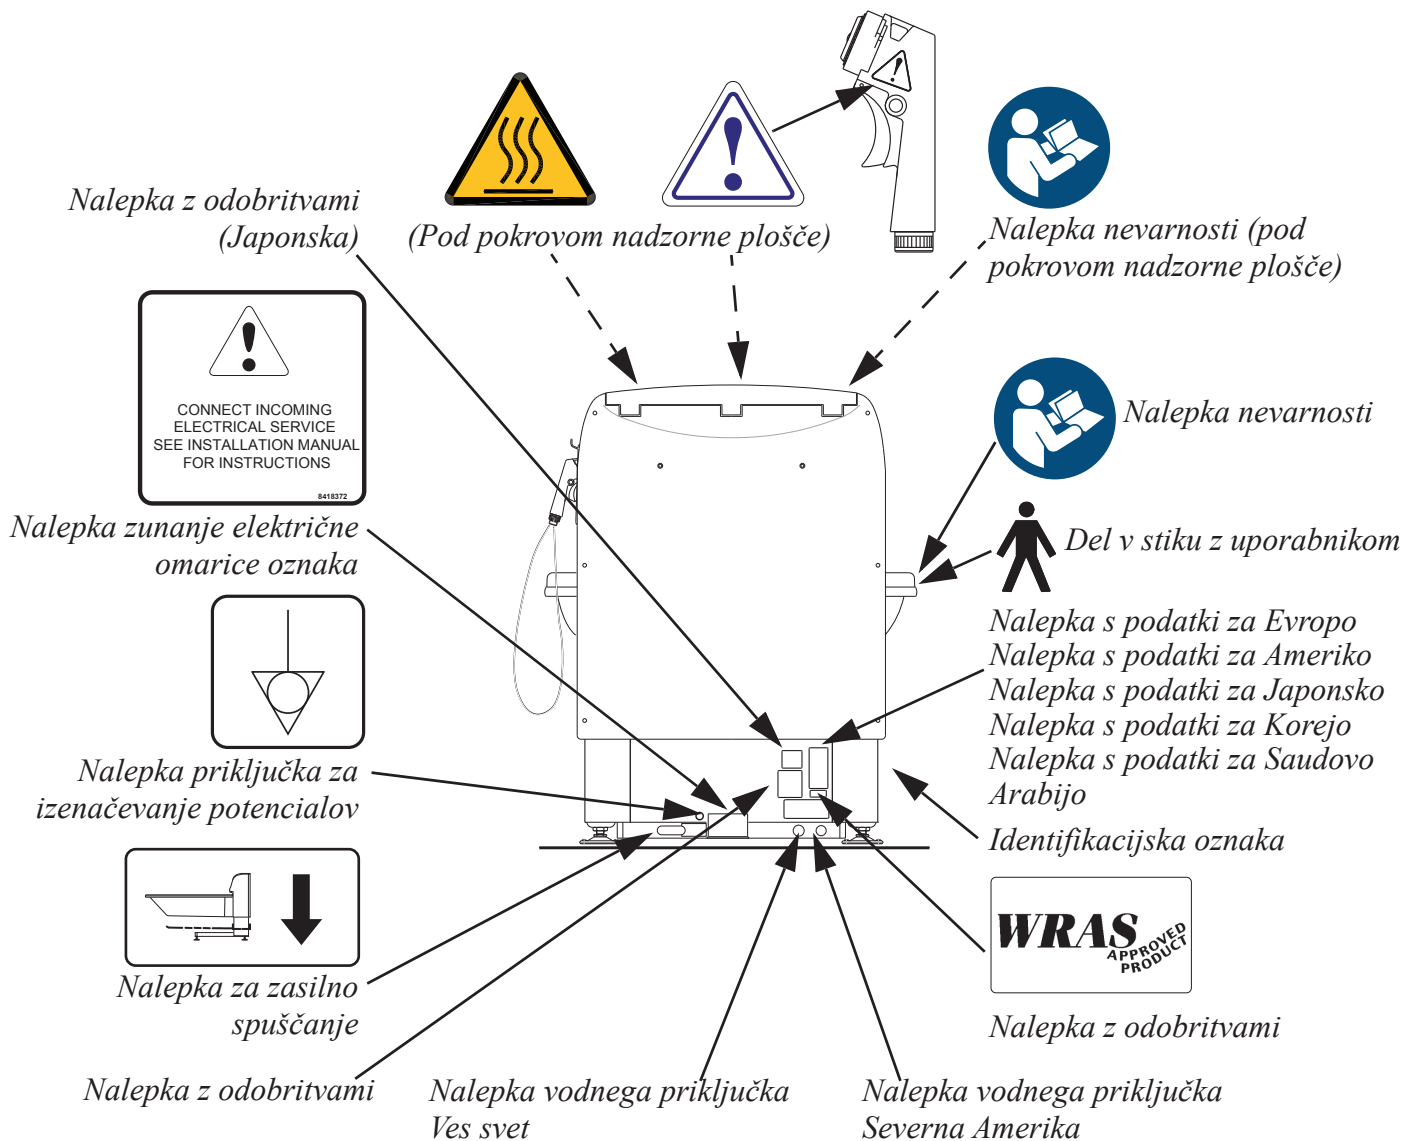 Nalepka z odobritvami
(Japonska)
(Pod pokrovom nadzorne plošče)
Nalepka nevarnosti (pod
pokrovom nadzorne plošče)
CONNECT INCOMING
ELECTRICAL SERVICE
SEE INSTALLATION MANUAL
FOR INSTRUCTIONS
8418372
Nalepka nevarnosti
Nalepka zunanje električne
omarice oznaka
Del v stiku z uporabnikom
Nalepka s podatki za Evropo
Nalepka s podatki za Ameriko
Nalepka s podatki za Japonsko
Nalepka s podatki za Korejo
Nalepka s podatki za Saudovo
Arabijo
Nalepka priključka za
izenačevanje potencialov
Identifikacijska oznaka
WRAS
APPROVED
PRODUCT
Nalepka za zasilno
spuščanje
Nalepka z odobritvami
Nalepka z odobritvami
Nalepka vodnega priključka
Ves svet
Nalepka vodnega priključka
Severna Amerika